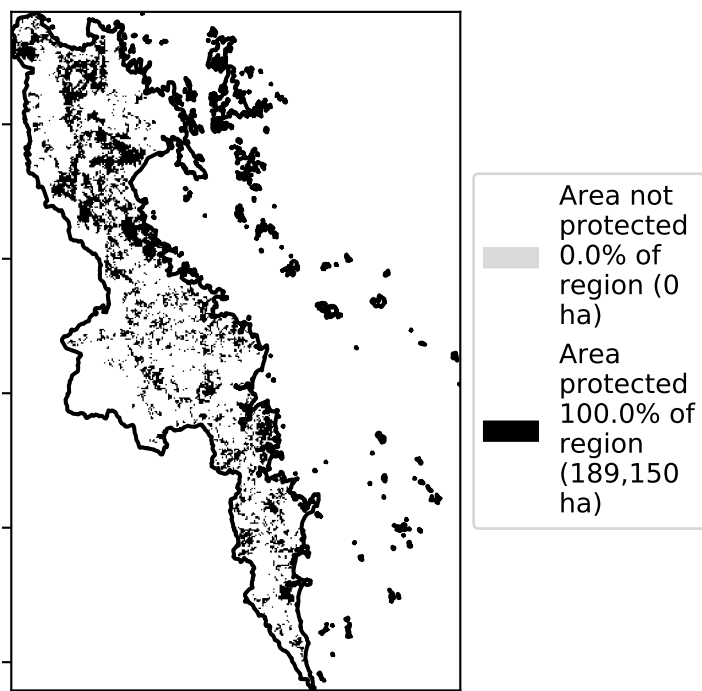 Area not
protected
0.0% of
region (0
ha)
Area
protected
100.0% of
region
(189,150
ha)